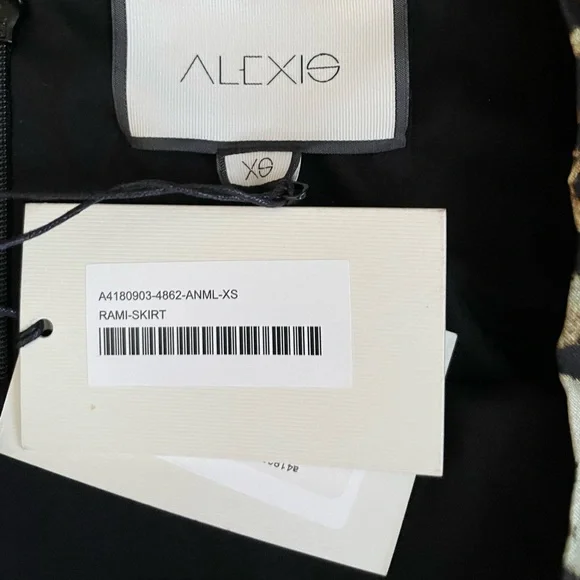 ALEXIS
XS
A4180903-4862-ANML-XS
RAMI-SKIRT